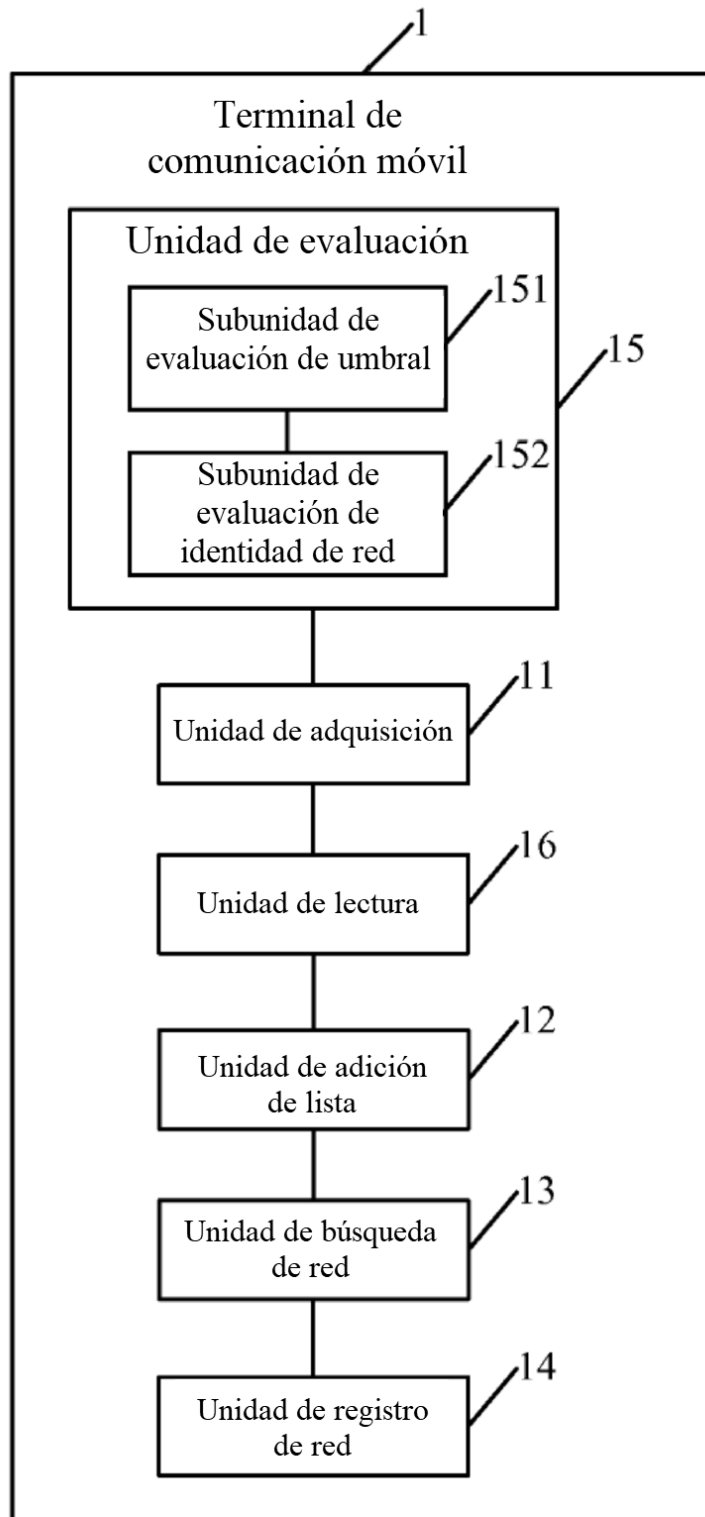 1
Terminal de
comunicación móvil
Unidad de evaluación
151
Subunidad de
evaluación de umbral
15
152
Subunidad de
evaluación de
identidad de red
11
Unidad de adquisición
16
Unidad de lectura
12
Unidad de adición
de lista
13
Unidad de búsqueda
de red
14
Unidad de registro
de red